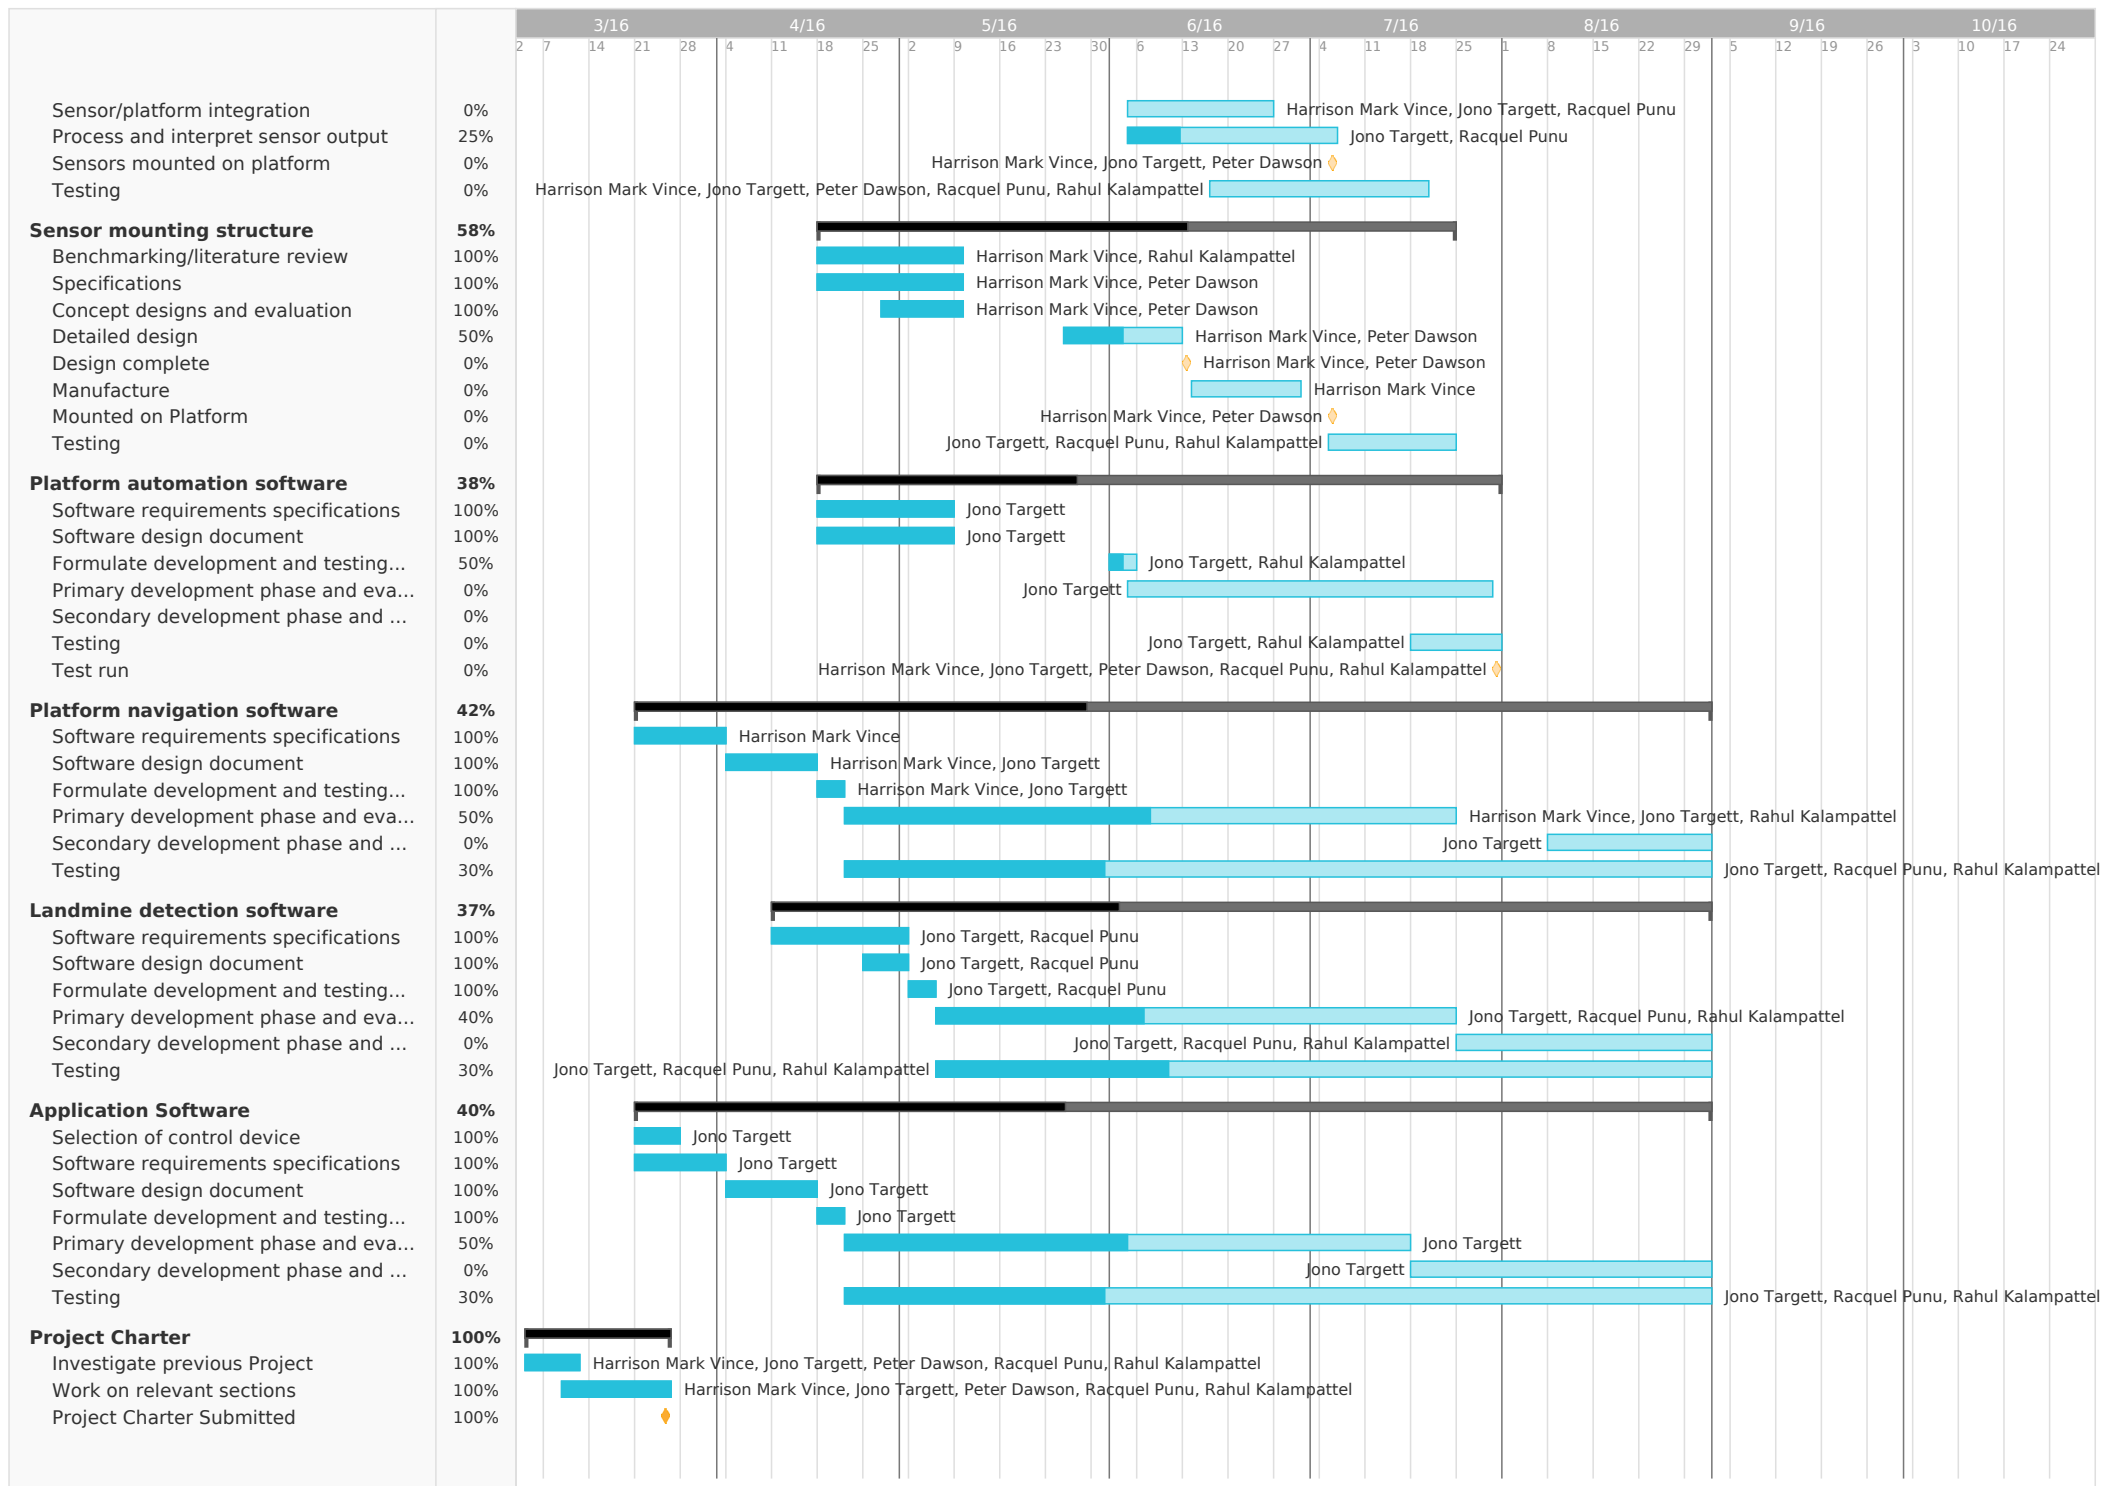 3/16 4/16 5/16 6/16 7/16 8/16 9/16 10/16
2 7 14 21 28 4 11 18 25 2 9 16 23 30 6 13 20 27 4 11 18 25 1 8 15 22 29 5 12 19 26 3 10 17 24
Sensor/platform integration 0% Harrison Mark Vince, Jono Targett, Racquel Punu
Process and interpret sensor output 25% Jono Targett, Racquel Punu
Sensors mounted on platform 0% Harrison Mark Vince, Jono Targett, Peter Dawson
Testing 0% Harrison Mark Vince, Jono Targett, Peter Dawson, Racquel Punu, Rahul Kalampattel
Sensor mounting structure 58%
Benchmarking/literature review 100% Harrison Mark Vince, Rahul Kalampattel
Specifications 100% Harrison Mark Vince, Peter Dawson
Concept designs and evaluation 100% Harrison Mark Vince, Peter Dawson
Detailed design 50% Harrison Mark Vince, Peter Dawson
Design complete 0% Harrison Mark Vince, Peter Dawson
Manufacture 0% Harrison Mark Vince
Mounted on Platform 0% Harrison Mark Vince, Peter Dawson
Testing 0% Jono Targett, Racquel Punu, Rahul Kalampattel
Platform automation software 38%
Software requirements specifications 100% Jono Targett
Software design document 100% Jono Targett
Formulate development and testing... 50% Jono Targett, Rahul Kalampattel
Primary development phase and eva... 0% Jono Targett
Secondary development phase and ... 0%
Testing 0% Jono Targett, Rahul Kalampattel
Test run 0% Harrison Mark Vince, Jono Targett, Peter Dawson, Racquel Punu, Rahul Kalampattel
Platform navigation software 42%
Software requirements specifications 100% Harrison Mark Vince
Software design document 100% Harrison Mark Vince, Jono Targett
Formulate development and testing... 100% Harrison Mark Vince, Jono Targett
Primary development phase and eva... 50% Harrison Mark Vince, Jono Targett, Rahul Kalampattel
Secondary development phase and ... 0% Jono Targett
Testing 30% Jono Targett, Racquel Punu, Rahul Kalampattel
Landmine detection software 37%
Software requirements specifications 100% Jono Targett, Racquel Punu
Software design document 100% Jono Targett, Racquel Punu
Formulate development and testing... 100% Jono Targett, Racquel Punu
Primary development phase and eva... 40% Jono Targett, Racquel Punu, Rahul Kalampattel
Secondary development phase and ... 0% Jono Targett, Racquel Punu, Rahul Kalampattel
Testing 30% Jono Targett, Racquel Punu, Rahul Kalampattel
Application Software 40%
Selection of control device 100% Jono Targett
Software requirements specifications 100% Jono Targett
Software design document 100% Jono Targett
Formulate development and testing... 100% Jono Targett
Primary development phase and eva... 50% Jono Targett
Secondary development phase and ... 0% Jono Targett
Testing 30% Jono Targett, Racquel Punu, Rahul Kalampattel
Project Charter 100%
Investigate previous Project 100% Harrison Mark Vince, Jono Targett, Peter Dawson, Racquel Punu, Rahul Kalampattel
Work on relevant sections 100% Harrison Mark Vince, Jono Targett, Peter Dawson, Racquel Punu, Rahul Kalampattel
Project Charter Submitted 100%